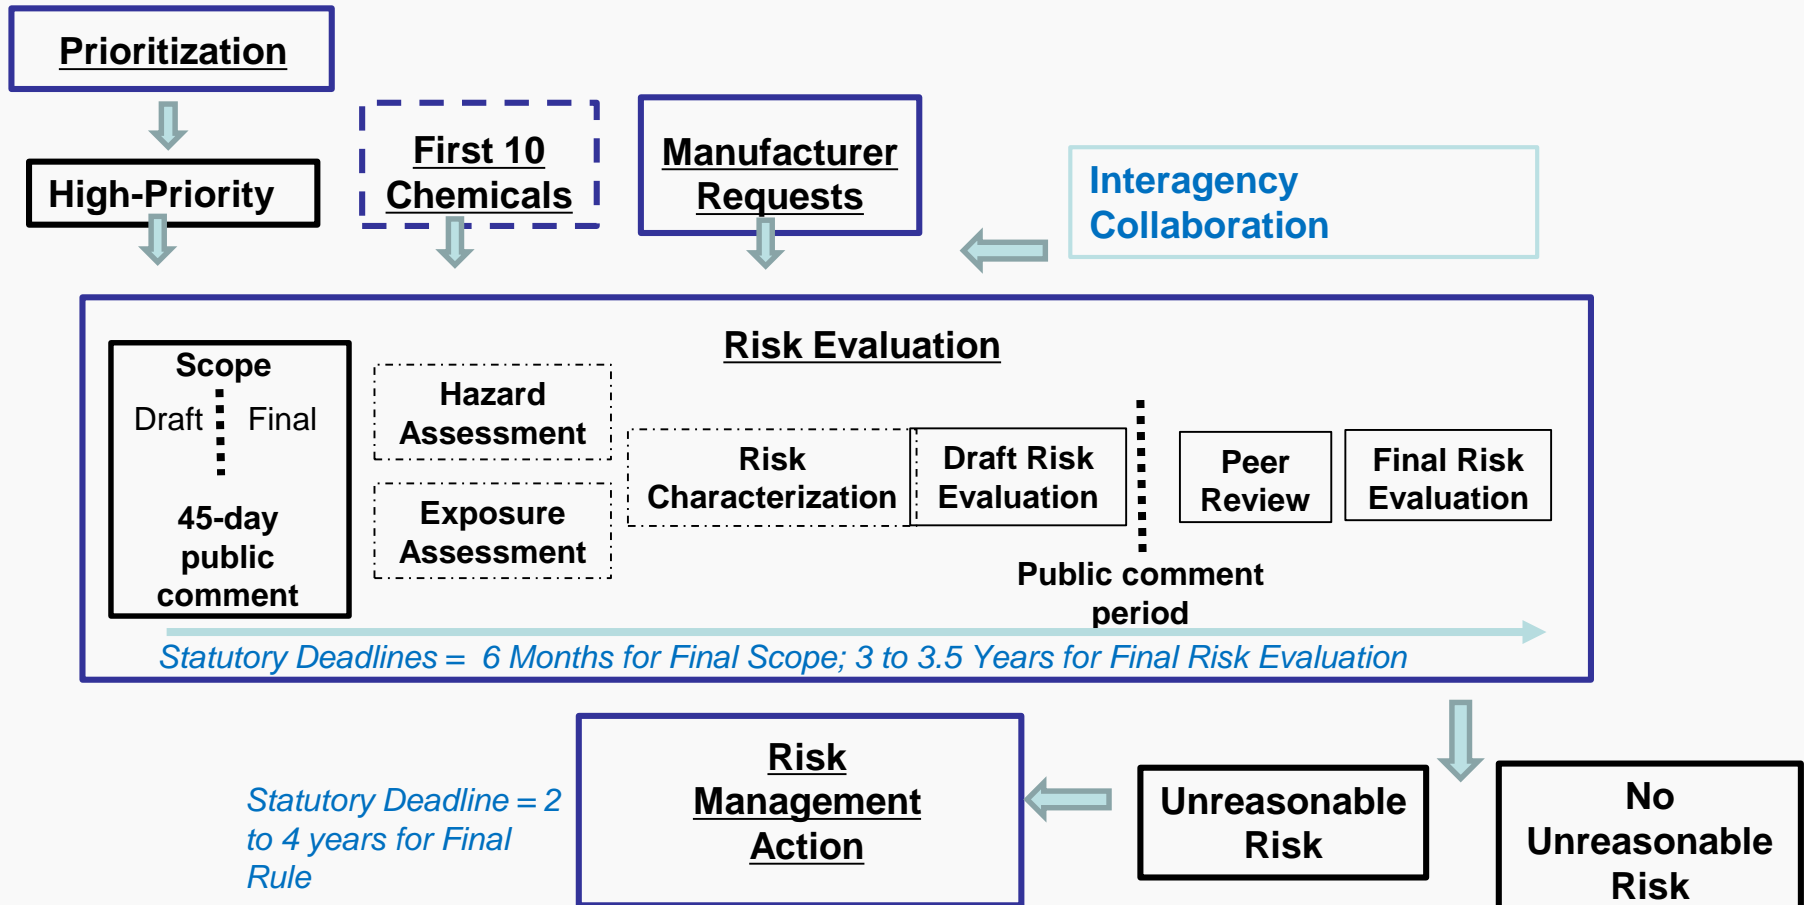 Prioritization
High-Priority
First 10
Chemicals
Manufacturer
Requests
Interagency
Collaboration
Risk Evaluation
Scope
Draft Final
45-day
public
comment
Hazard
Assessment
Exposure
Assessment
Risk
Characterization
Draft Risk
Evaluation
Public comment
period
Peer
Review
Final Risk
Evaluation
Statutory Deadlines = 6 Months for Final Scope; 3 to 3.5 Years for Final Risk Evaluation
Statutory Deadline = 2
to 4 years for Final
Rule
Risk
Management
Action
Unreasonable
Risk
No
Unreasonable
Risk